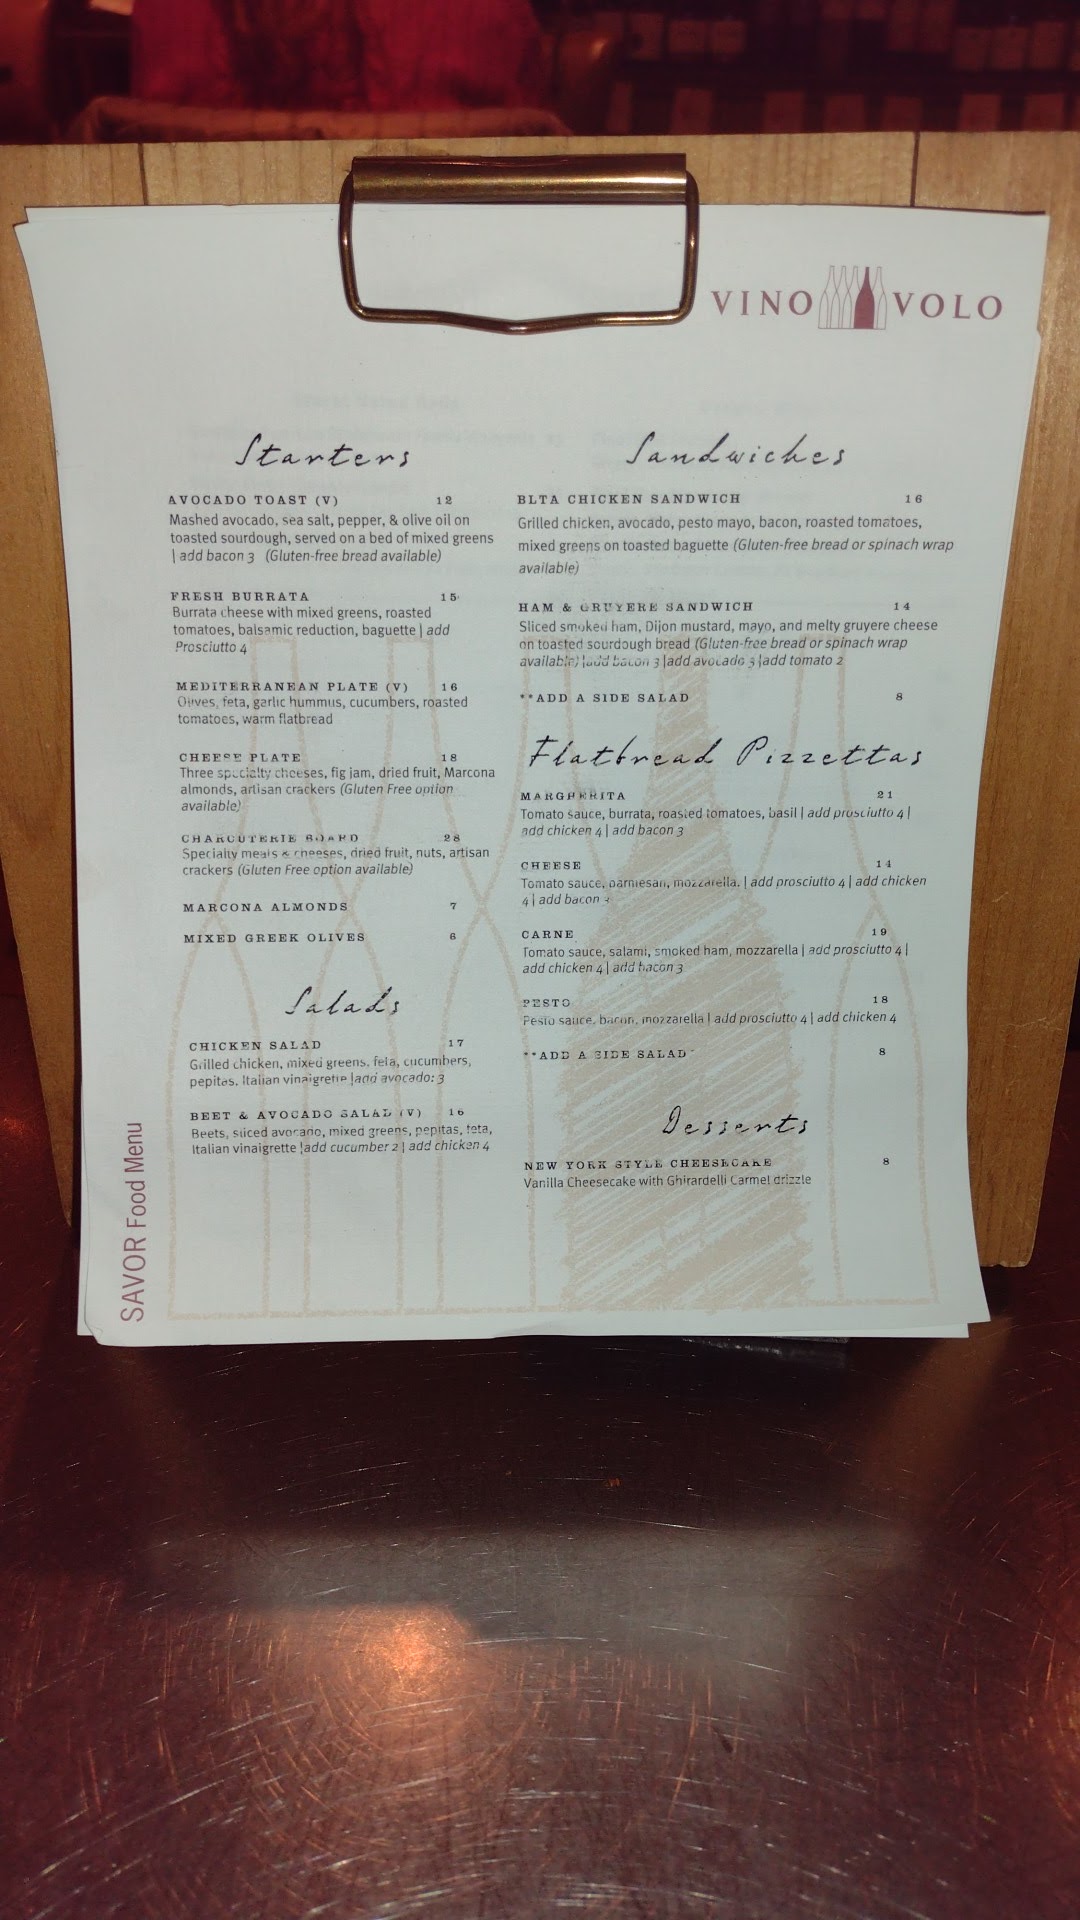 VINO VOLO
Starters
AVOCADO TOAST (V) 12
Mashed avocado, sea salt, pepper, & olive oil on
toasted sourdough, served on a bed of mixed greens
| add bacon 3 (Gluten-free bread available)
FRESH BURRATA 15
Burrata cheese with mixed greens, roasted
tomatoes, balsamic reduction, baguette | add
Prosciutto 4
MEDITERRANEAN PLATE (V) 16
Olives, feta, garlic hummus, cucumbers, roasted
tomatoes, warm flatbread
CHEESE PLATE 18
Three specialty cheeses, fig jam, dried fruit, Marcona
almonds, artisan crackers (Gluten Free option
available)
CHARCUTERIE BOARD 28
Specialty meats & cheeses, dried fruit, nuts, artisan
crackers (Gluten Free option available)
MARCONA ALMONDS 7
MIXED GREEK OLIVES 6
Salads
CHICKEN SALAD 17
Grilled chicken, mixed greens, feta, cucumbers,
pepitas. Italian vinaigrette |add avocado: 3
BEET & AVOCADO SALAD (V) 16
Beets, sliced avocado, mixed greens, pepitas, feta,
Italian vinaigrette |add cucumber 2 | add chicken 4
Sandwiches
BLTA CHICKEN SANDWICH 16
Grilled chicken, avocado, pesto mayo, bacon, roasted tomatoes,
mixed greens on toasted baguette (Gluten-free bread or spinach wrap
available)
HAM & GRUYERE SANDWICH 14
Sliced smoked ham, Dijon mustard, mayo, and melty gruyere cheese
on toasted sourdough bread (Gluten-free bread or spinach wrap
available) |add bacon 3 |add avocado 3 |add tomato 2
**ADD A SIDE SALAD 8
Flatbread Pizzettas
MARGHERITA 21
Tomato sauce, burrata, roasted tomatoes, basil | add prosciutto 4 |
add chicken 4 | add bacon 3
CHEESE 14
Tomato sauce, parmesan, mozzarella. | add prosciutto 4 | add chicken
4 | add bacon 3
CARNE 19
Tomato sauce, salami, smoked ham, mozzarella | add prosciutto 4 |
add chicken 4 | add bacon 3
PESTO 18
Pesto sauce, bacon, mozzarella | add prosciutto 4 | add chicken 4
**ADD A SIDE SALAD 8
Desserts
NEW YORK STYLE CHEESECAKE 8
Vanilla Cheesecake with Ghirardelli Carmel drizzle
SAVOR Food Menu